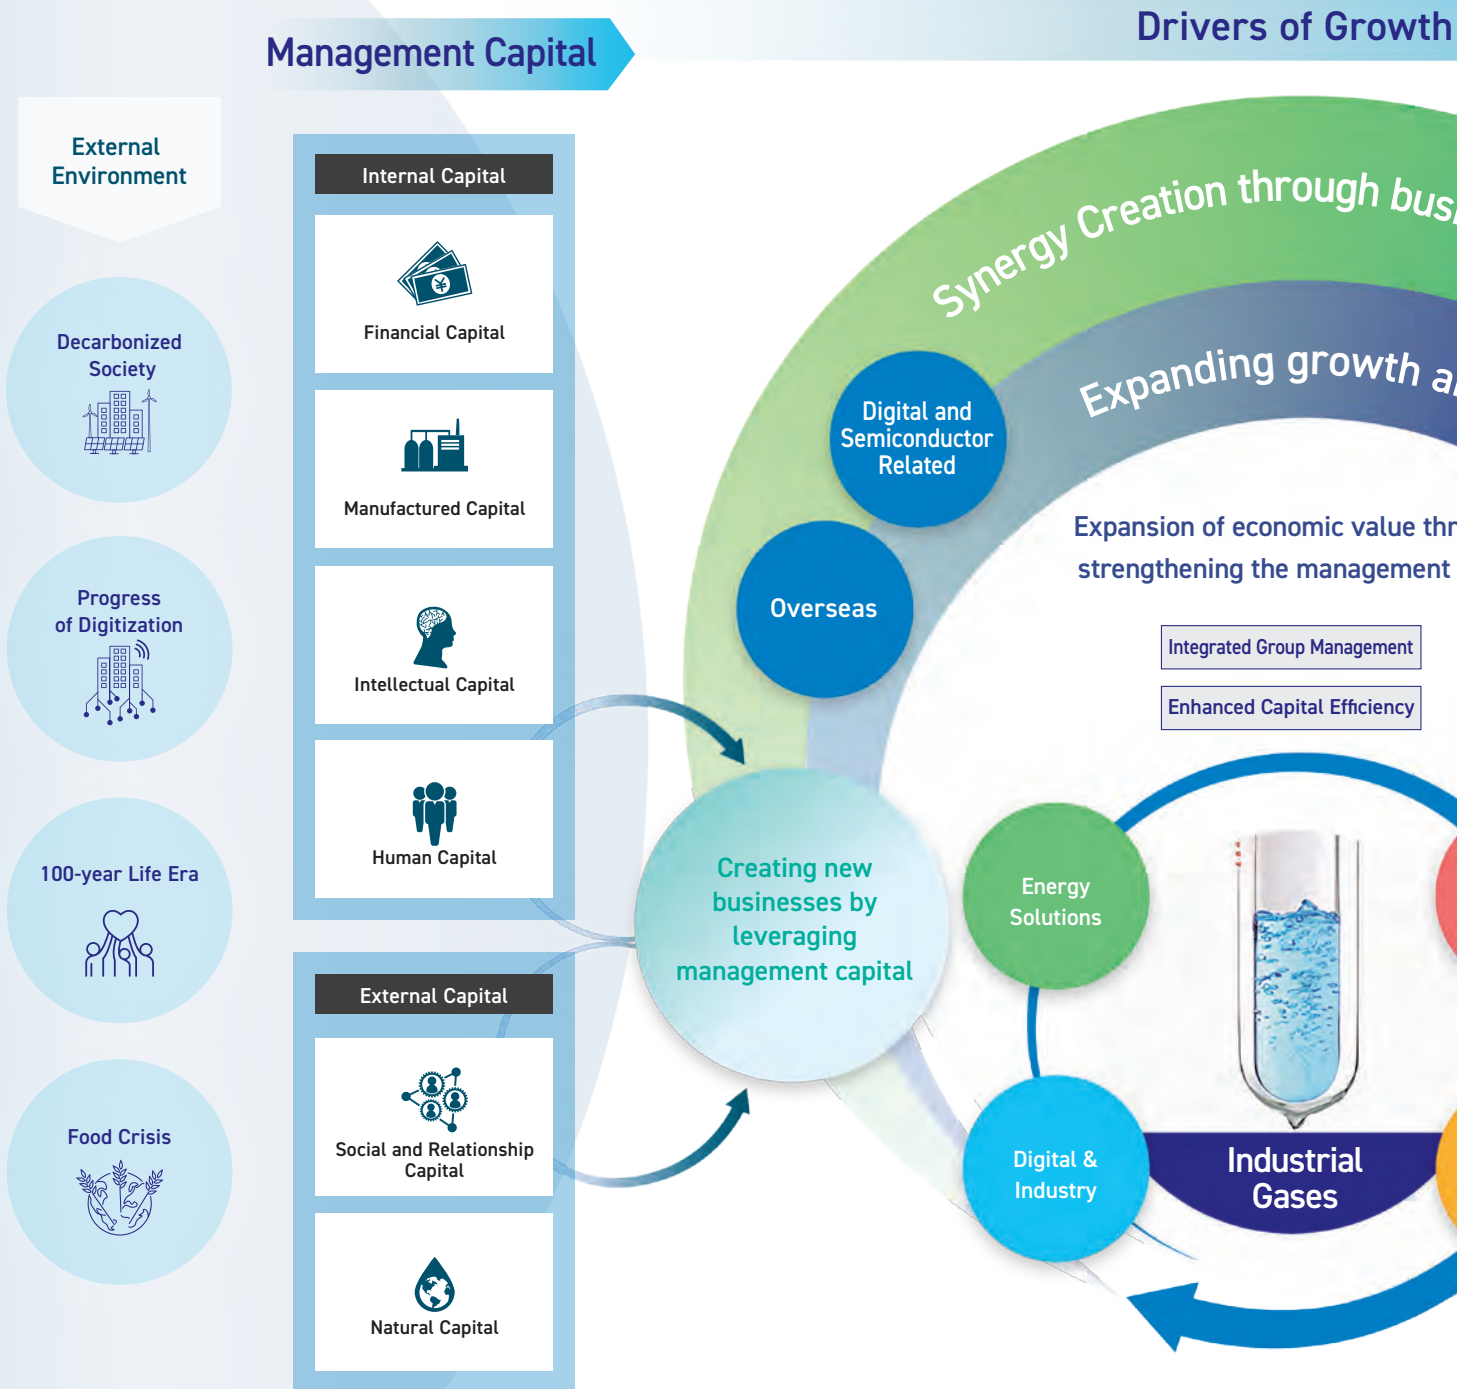 Management Capital
Drivers of Growth
External
Environment
Decarbonized
Society
Progress
of Digitization
100-year Life Era
Food Crisis
Internal Capital
Financial Capital
Manufactured Capital
Intellectual Capital
Human Capital
External Capital
Social and Relationship
Capital
Natural Capital
Synergy Creation through
Expanding growth
Digital and
Semiconductor
Related
Overseas
Creating new
businesses by
leveraging
management capital
Expansion of economic value
strengthening the management
Integrated Group Management
Enhanced Capital Efficiency
Energy
Solutions
Digital &
Industry
Industrial
Gases